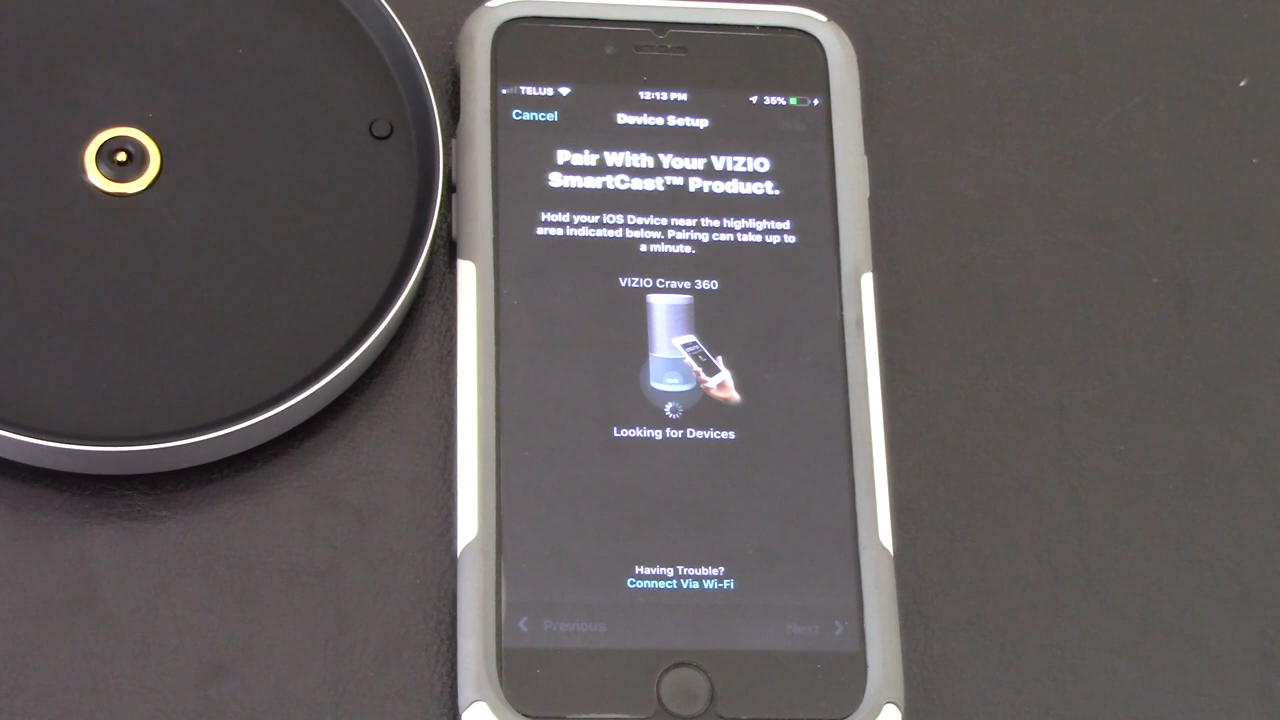 TELUS 12:13 PM 35%
Cancel Device Setup
Pair With Your VIZIO
SmartCast™ Product.
Hold your iOS Device near the highlighted
area indicated below. Pairing can take up to
a minute.
VIZIO Crave 360
Looking for Devices
Having Trouble?
Connect Via Wi-Fi
Previous Next